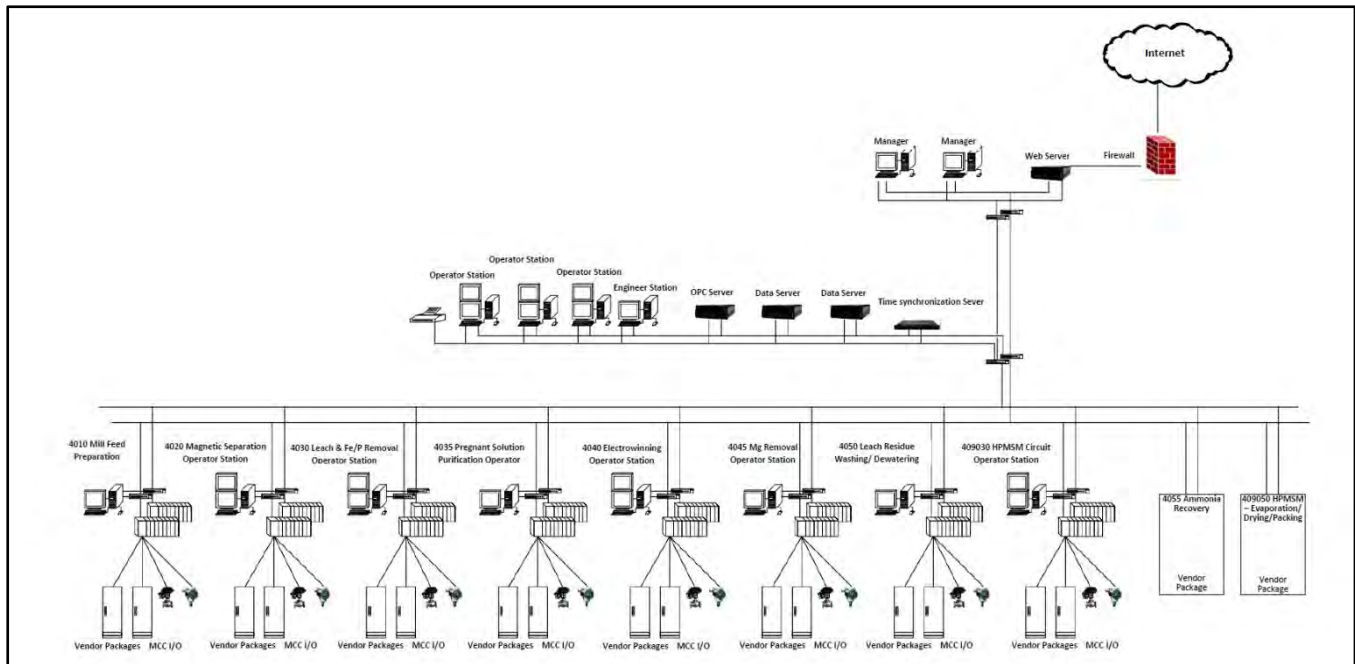 Internet
Manager
Manager
Web Server
Firewall
Operator Station
Operator Station
Operator Station
Engineer Station
OPC Server
Data Server
Data Server
Time synchronization Sever
4010 Mill Feed
Preparation
4020 Magnetic Separation
Operator Station
4030 Leach & Fe/P Removal
Operator Station
4035 Pregnant Solution
Purification Operator
4040 Electrowinning
Operator Station
4045 Mg Removal
Operator Station
4050 Leach Residue
Washing/ Dewatering
409030 HPMSM Circuit
Operator Station
4055 Ammonia
Recovery
Vendor
Package
409050 HPMSM
– Evaporation/
Drying/Packing
Vendor
Package
Vendor Packages MCC I/O
Vendor Packages MCC I/O
Vendor Packages MCC I/O
Vendor Packages MCC I/O
Vendor Packages MCC I/O
Vendor Packages MCC I/O
Vendor Packages MCC I/O
Vendor Packages MCC I/O